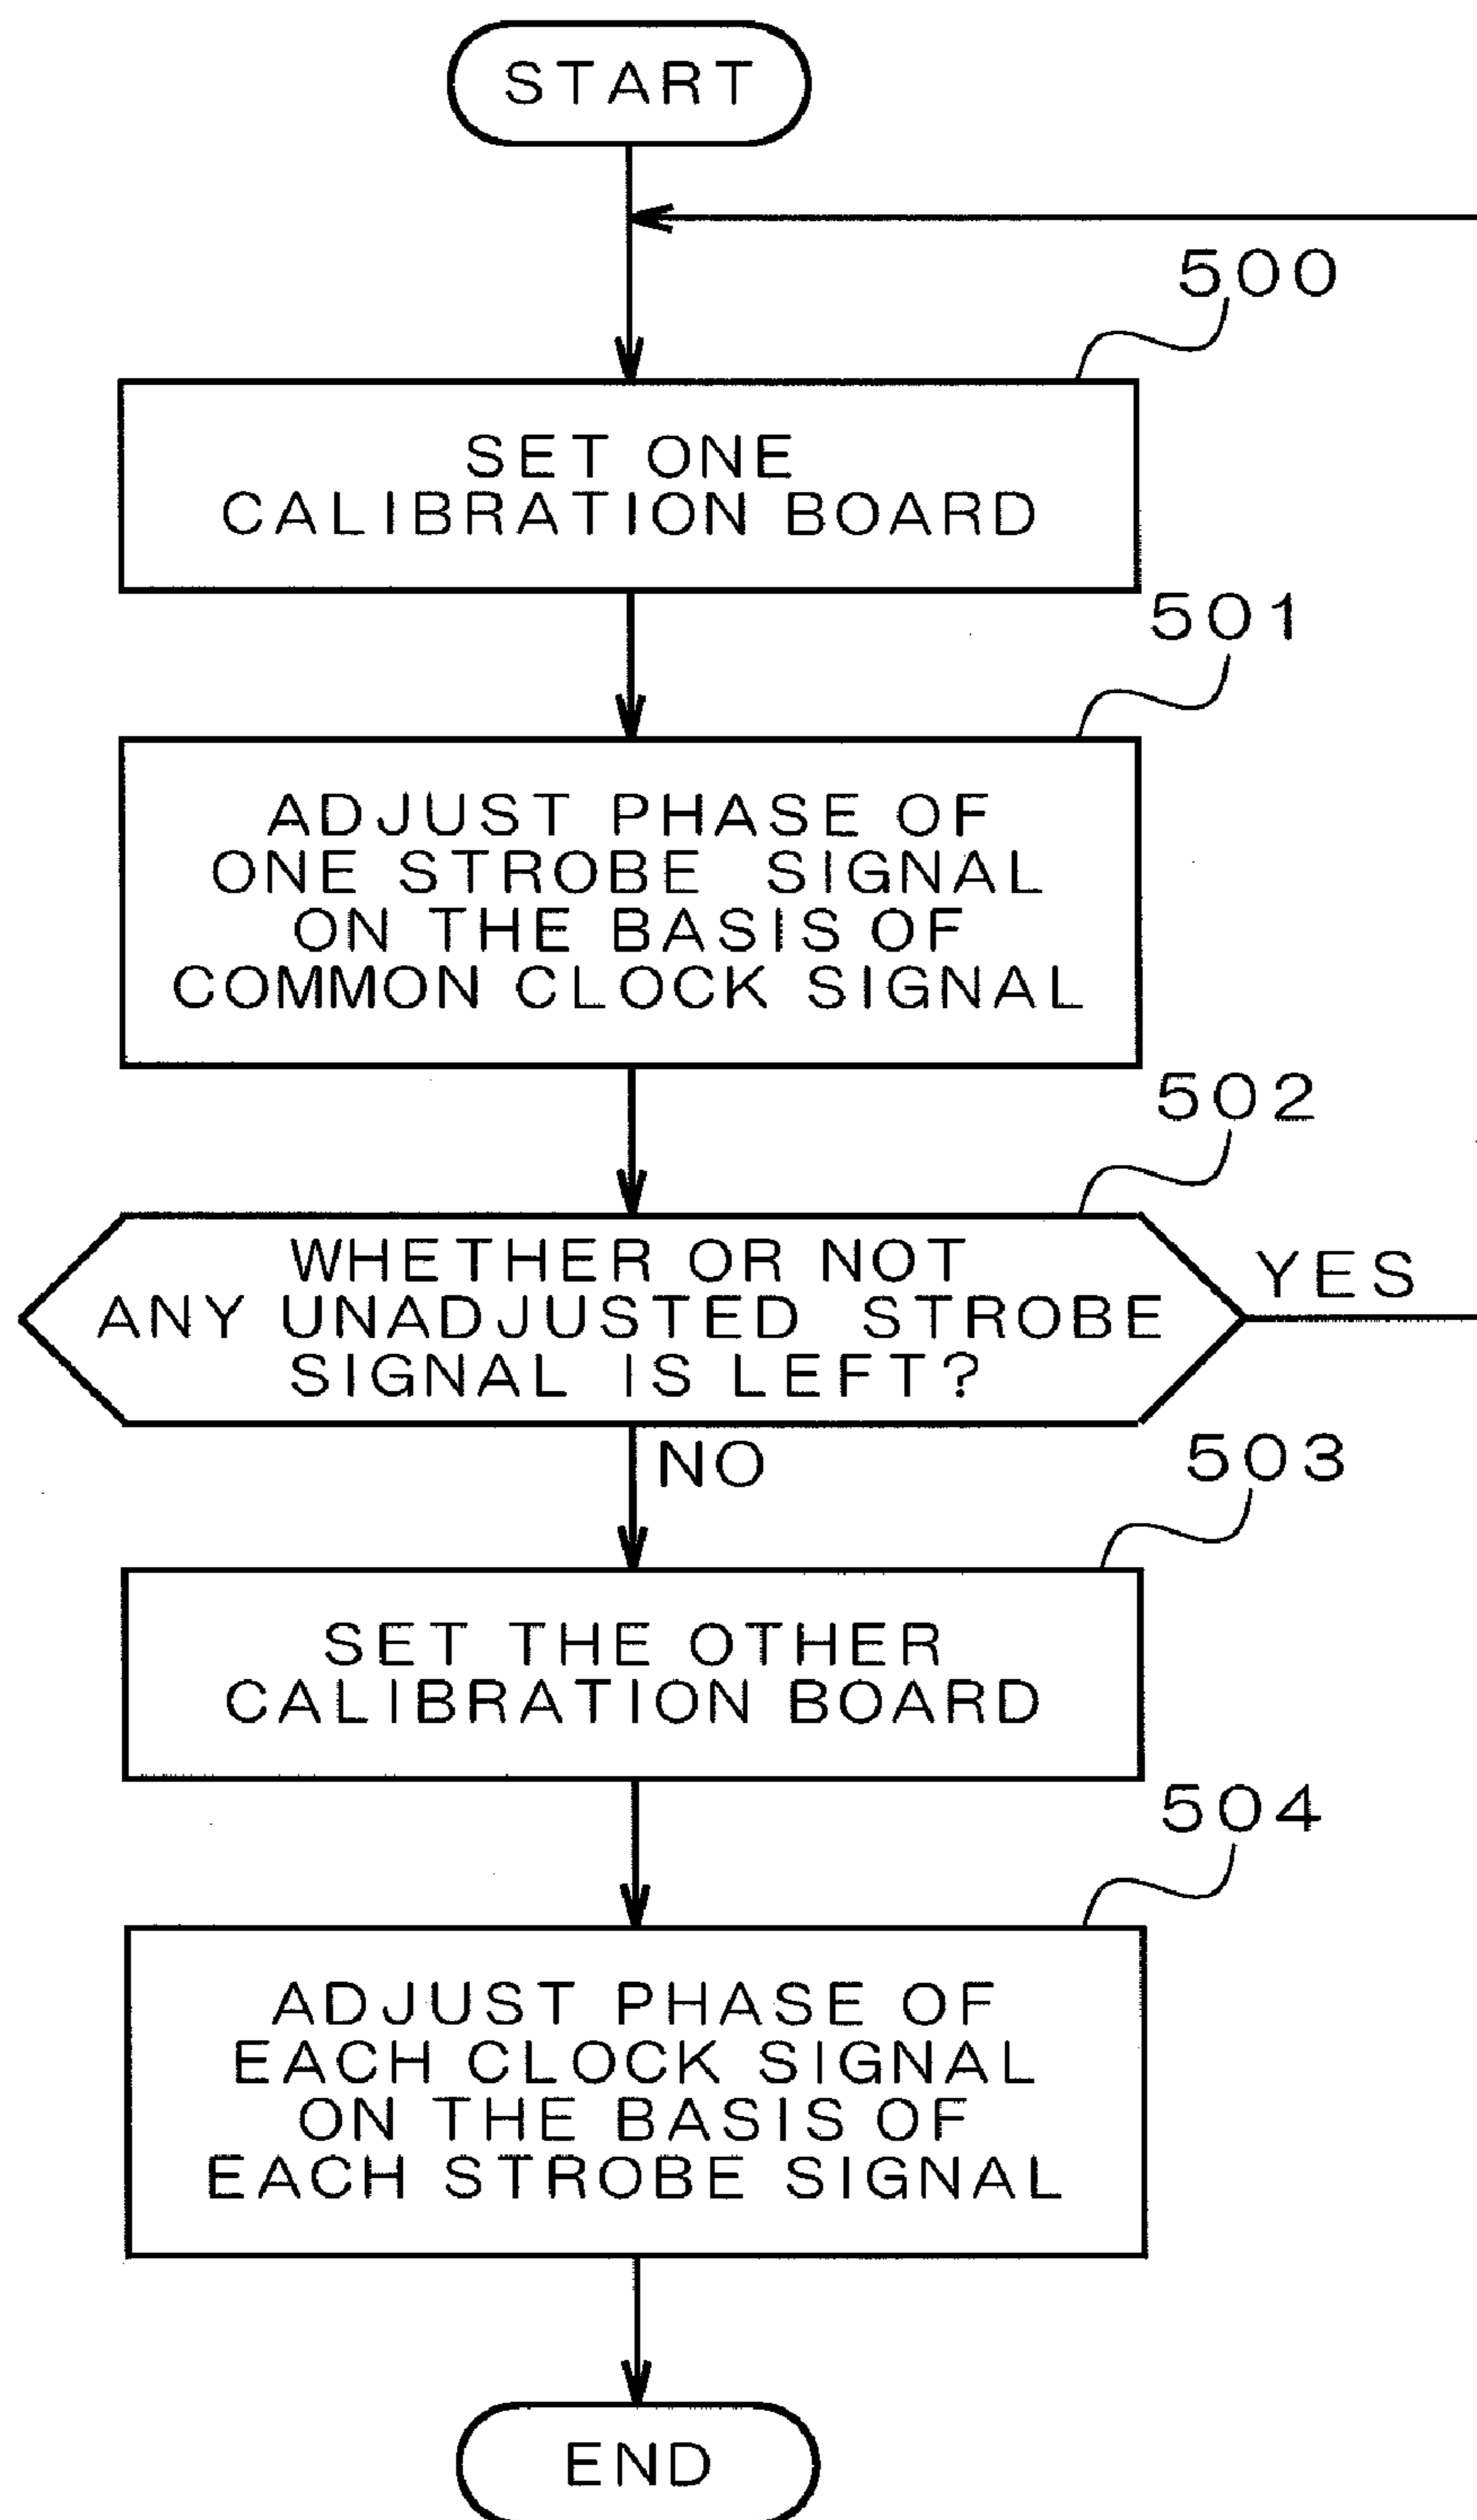 START
500
SET ONE
CALIBRATION BOARD
501
ADJUST PHASE OF
ONE STROBE SIGNAL
ON THE BASIS OF
COMMON CLOCK SIGNAL
502
WHETHER OR NOT
ANY UNADJUSTED STROBE
SIGNAL IS LEFT?
YES
NO
503
SET THE OTHER
CALIBRATION BOARD
504
ADJUST PHASE OF
EACH CLOCK SIGNAL
ON THE BASIS OF
EACH STROBE SIGNAL
END